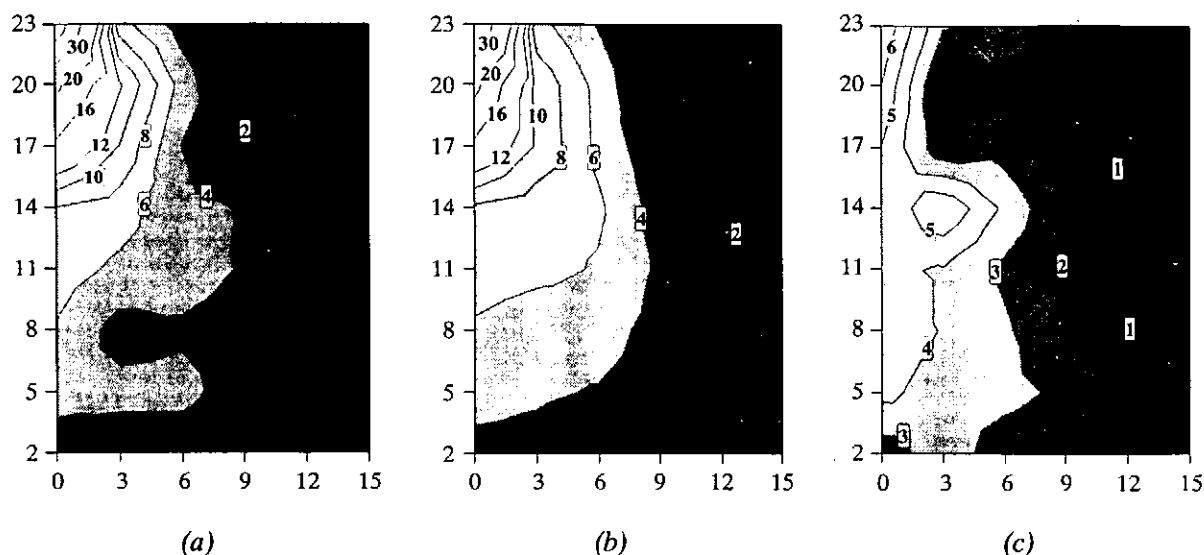 23 20 17 14 11 8 5 2
0 3 6 9 12 15
30 20 16 12 10 8 6 4 2
(a)
23 20 17 14 11 8 5 2
0 3 6 9 12 15
30 20 16 10 12 8 6 4 2
(b)
23 20 17 14 11 8 5 2
0 3 6 9 12 15
6 5 1 5 3 2 1 4 3
(c)